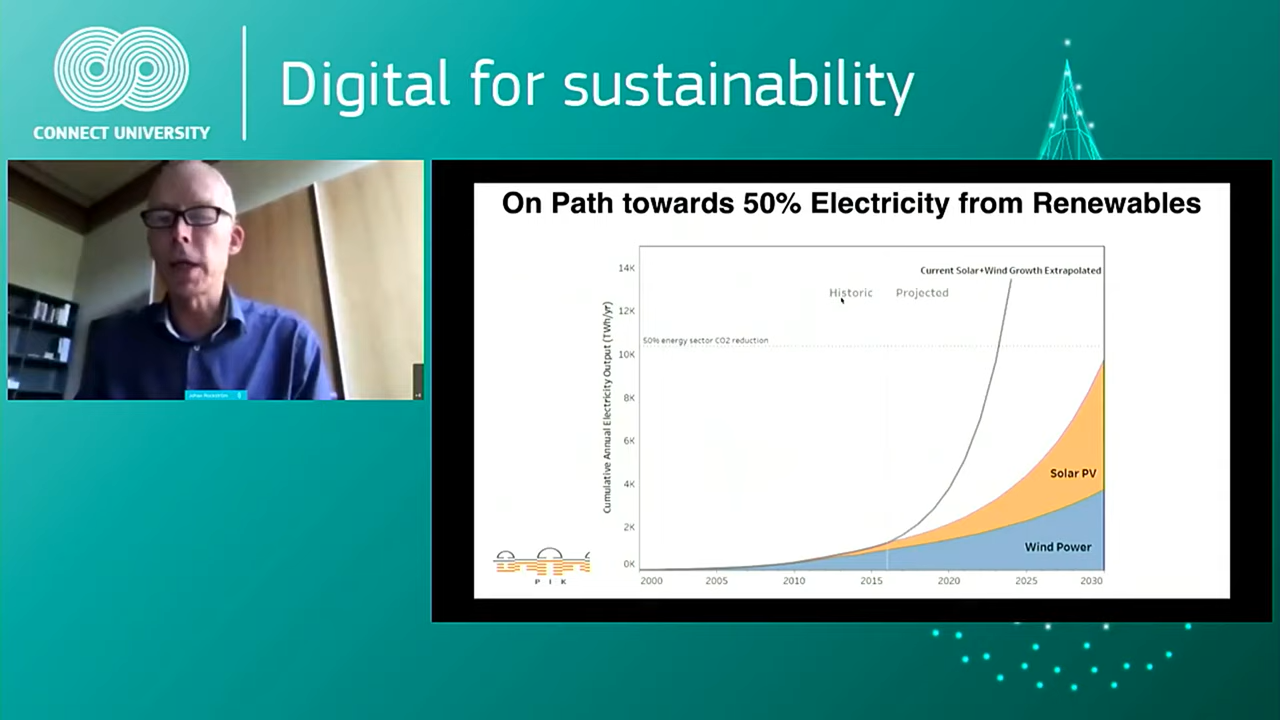 Digital for sustainability
CONNECT UNIVERSITY
On Path towards 50% Electricity from Renewables
Current Solar+Wind Growth Extrapolated
Historic Projected
50% energy sector CO2 reduction
Cumulative Annual Electricity Output (TWh/yr)
14K
12K
10K
8K
6K
4K
2K
0K
Solar PV
Wind Power
2000 2005 2010 2015 2020 2025 2030
P I K